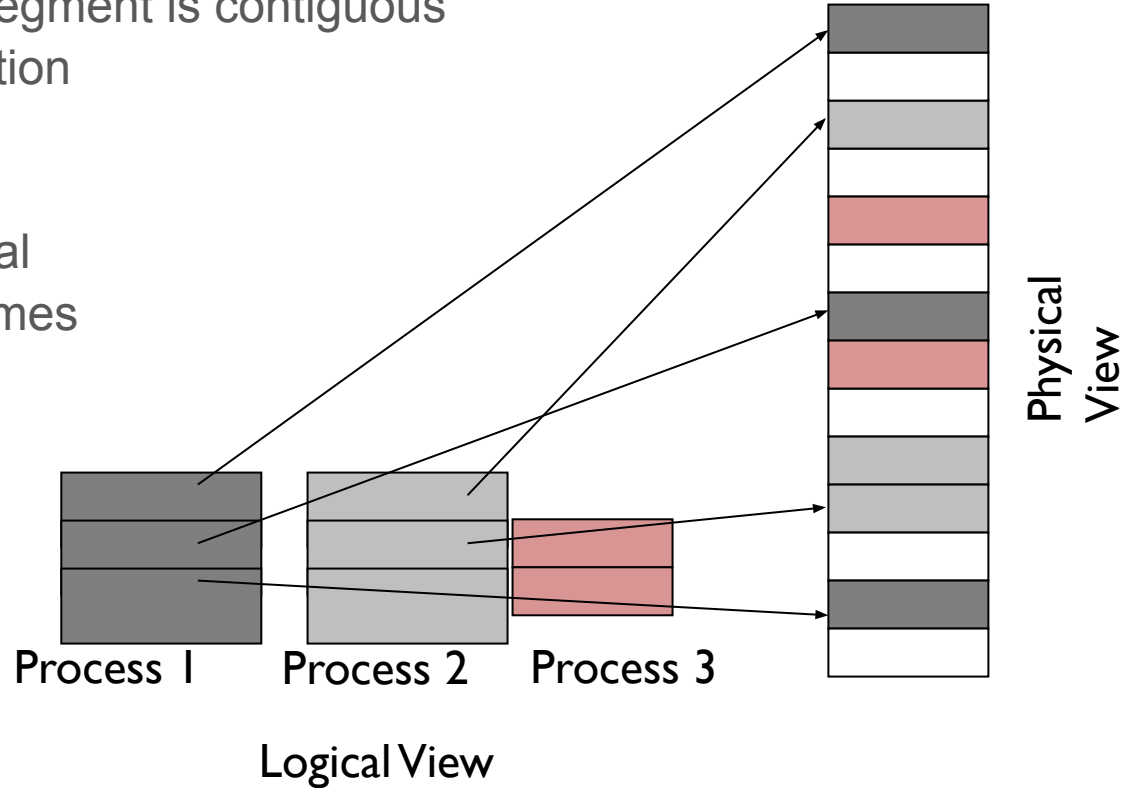 egment is contiguous
tion
al
mes
Physical
View
Process 1
Process 2
Process 3
Logical View